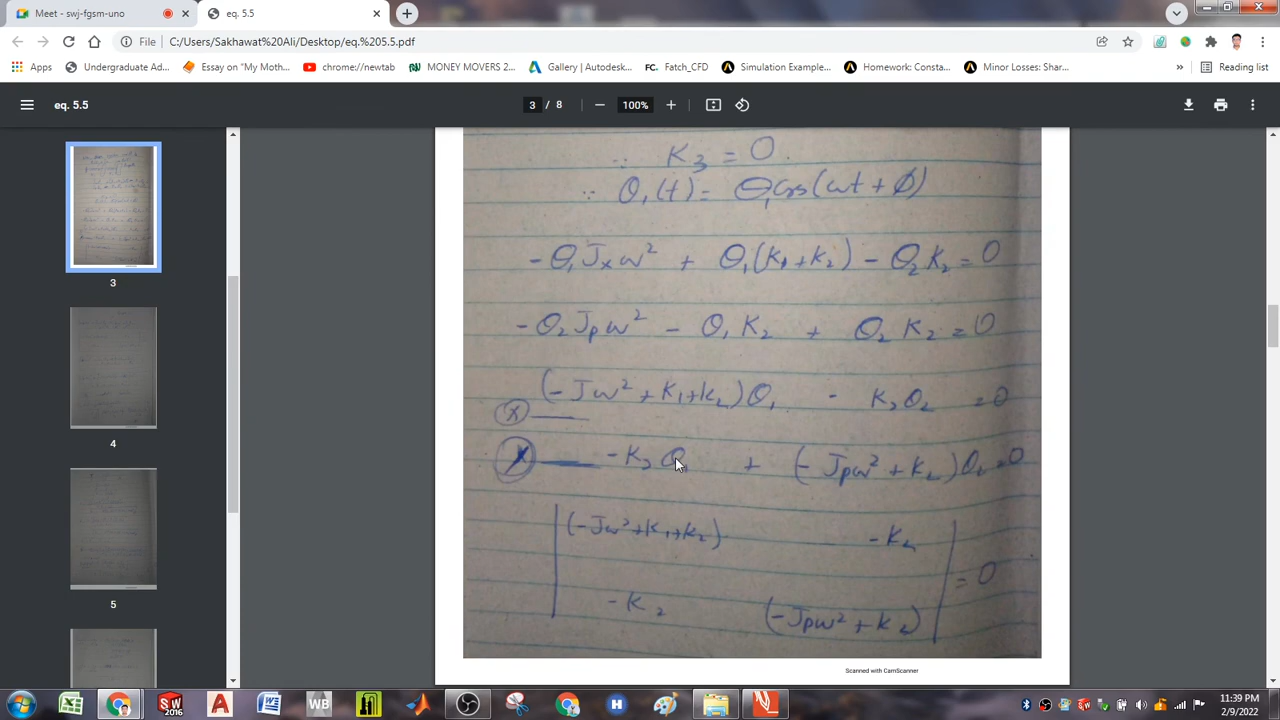 Meet - swj-fgsm-uno
eq. 5.5
File C:/Users/Sakhawat%20Ali/Desktop/eq.%205.5.pdf
Apps Undergraduate Ad... Essay on "My Moth... chrome://newtab MONEY MOVERS 2... Gallery | Autodesk... FC. Fatch_CFD Simulation Example... Homework: Consta... Minor Losses: Shar... » Reading list
eq. 5.5 3 / 8 100%
3
4
5
∵ K₃ = 0.
∵ θ₁(t) = Θ₁cos(ωt + ϕ)
- Θ₁Jₓω² + Θ₁(K₁+K₂) - Θ₂K₂ = 0
- Θ₂Jₚω² - Θ₁K₂ + Θ₂K₂ = 0
(-Jω² + K₁+K₂)Θ₁ - K₂Θ₂ = 0
-K₂Θ₁ + (-Jₚω² + K₂)Θ₂ = 0
(-Jω²+K₁+K₂) -K₂
= 0
-K₂ (-Jₚω² + K₂)
Scanned with CamScanner
SW 2016 WB H
11:39 PM
2/9/2022